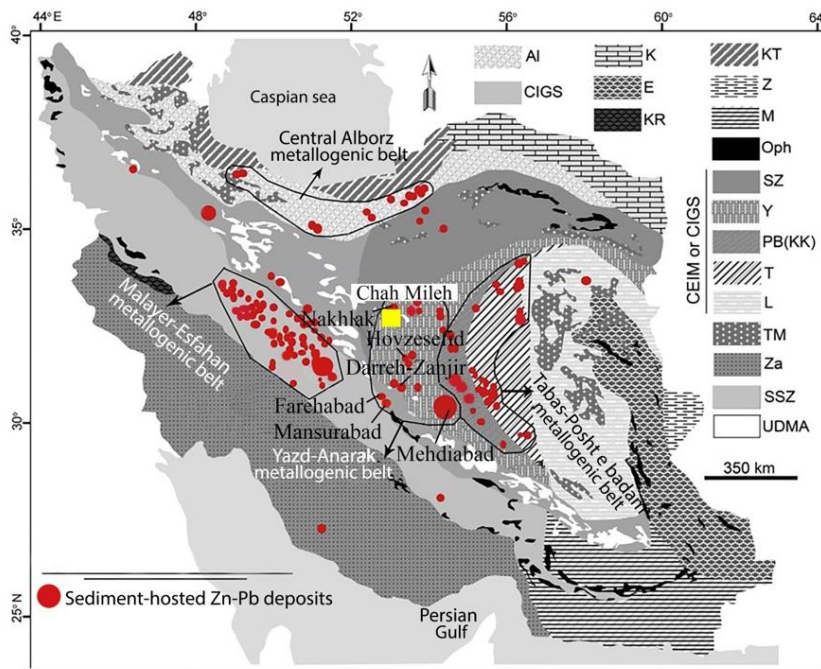 44°E
48°
52°
56°
60°
64
40°
35°
30°
25°N
Caspian sea
Central Alborz
metallogenic belt
Al
CIGS
K
E
KR
KT
Z
M
Oph
SZ
Y
PB(KK)
T
L
TM
Za
SSZ
UDMA
CEIM or CIGS
350 km
Malayer-Esfahan
metallogenic belt
Chah Mileh
Nakhlak
Hovzesefid
Darreh-Zanjir
Farehabad
Mansurabad
Mehdiabad
Yazd-Anarak
metallogenic belt
Tabas-Posht e badam
metallogenic belt
Sediment-hosted Zn-Pb deposits
Persian
Gulf